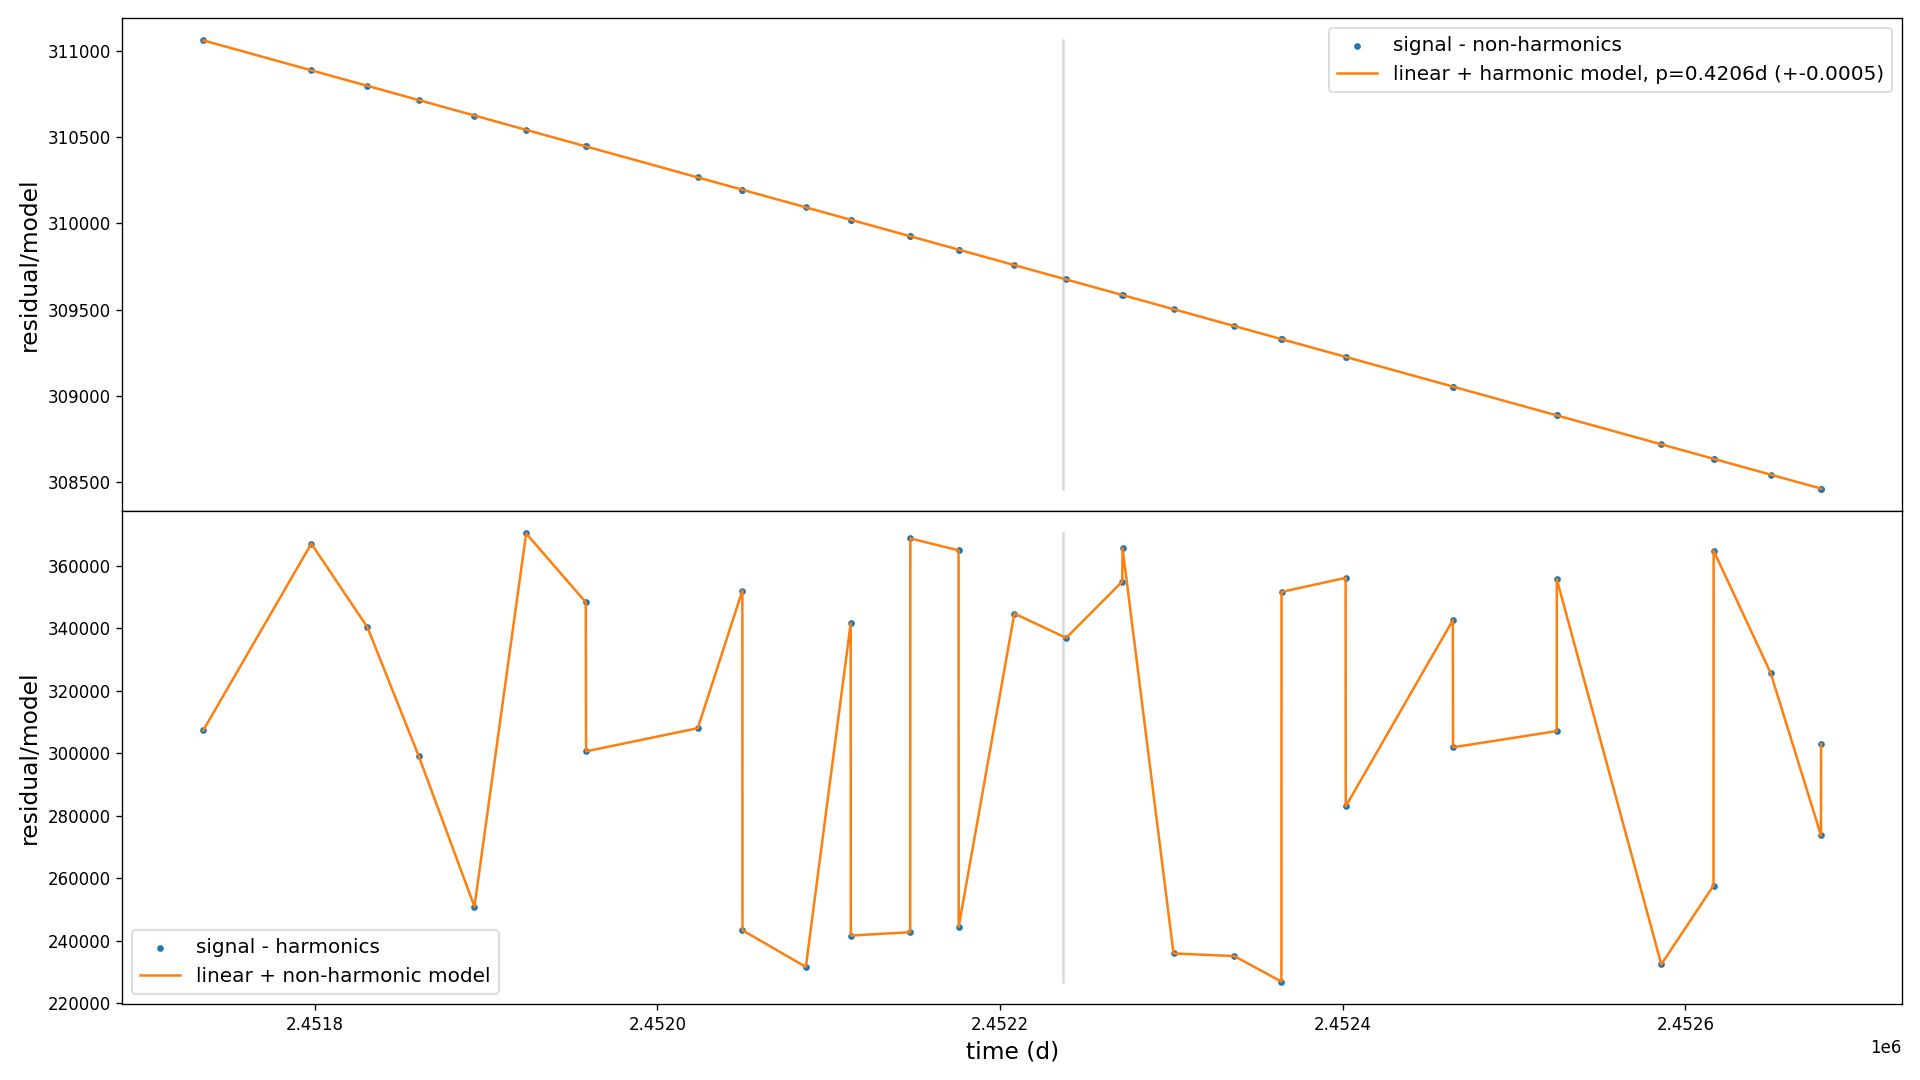 311000
310500
310000
309500
309000
308500
residual/model
signal - non-harmonics
linear + harmonic model, p=0.4206d (+-0.0005)
360000
340000
320000
300000
280000
260000
240000
220000
residual/model
signal - harmonics
linear + non-harmonic model
2.4518
2.4520
2.4522
2.4524
2.4526
time (d)
1e6